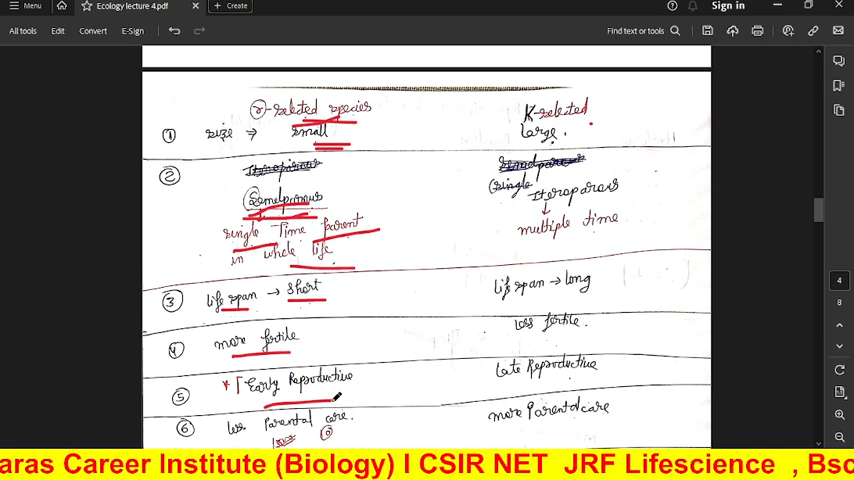 Menu
Ecology lecture 4.pdf
+ Create
Sign in
All tools Edit Convert E-Sign
Find text or tools
r-selected species K-selected
① size ⇒ small large.
②
Semelparous (single Iteroparous
single Time parent multiple time
in whole life
③ life span → short life span → long
④ more fertile less fertile.
⑤ Early Reproductive late Reproductive
⑥ less Parental care. more Parental care
4
8
aras Career Institute (Biology) I CSIR NET JRF Lifescience , Bsc